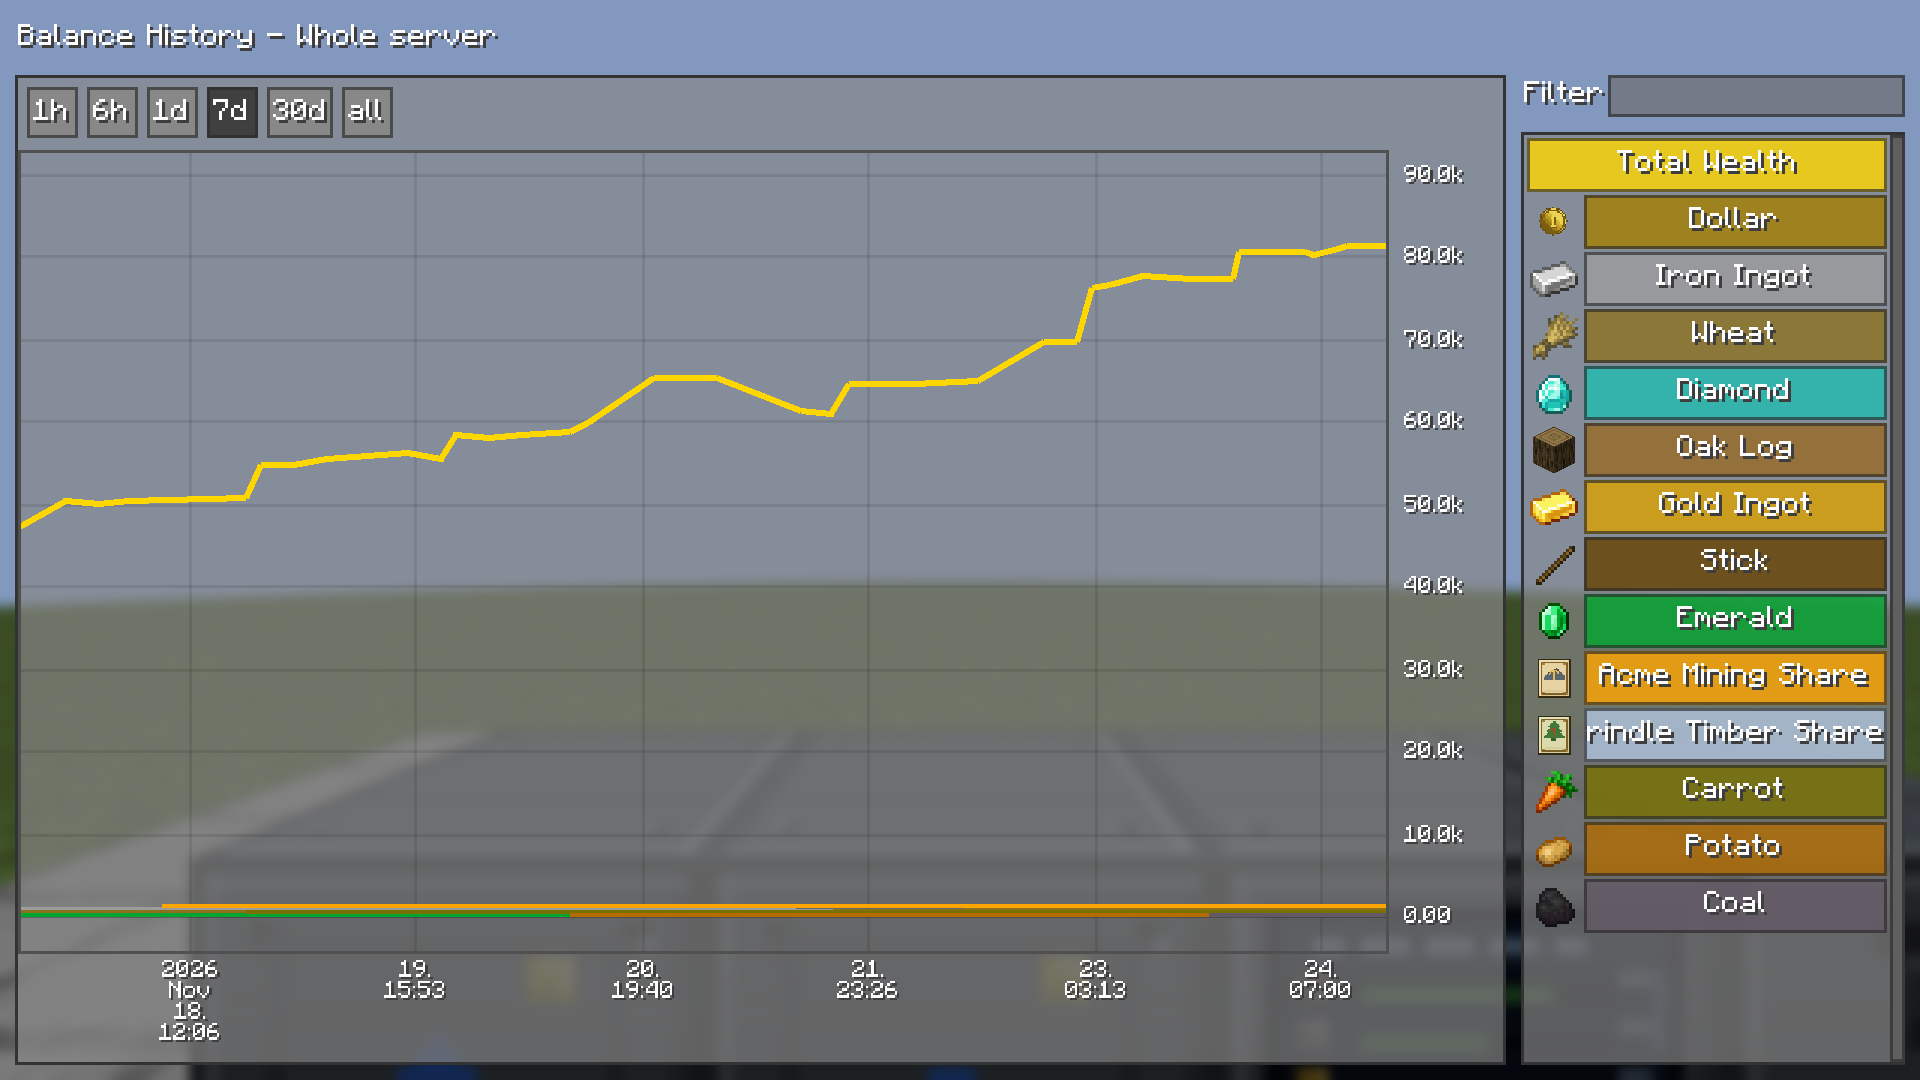 Balance History - Whole server
1h 6h 1d 7d 30d all
Filter
90.0k
80.0k
70.0k
60.0k
50.0k
40.0k
30.0k
20.0k
10.0k
0.00
2026
Nov
18.
12:06
19.
15:53
20.
19:40
21.
23:26
23.
03:13
24.
07:00
Total Wealth
Dollar
Iron Ingot
Wheat
Diamond
Oak Log
Gold Ingot
Stick
Emerald
Acme Mining Share
rindle Timber Share
Carrot
Potato
Coal